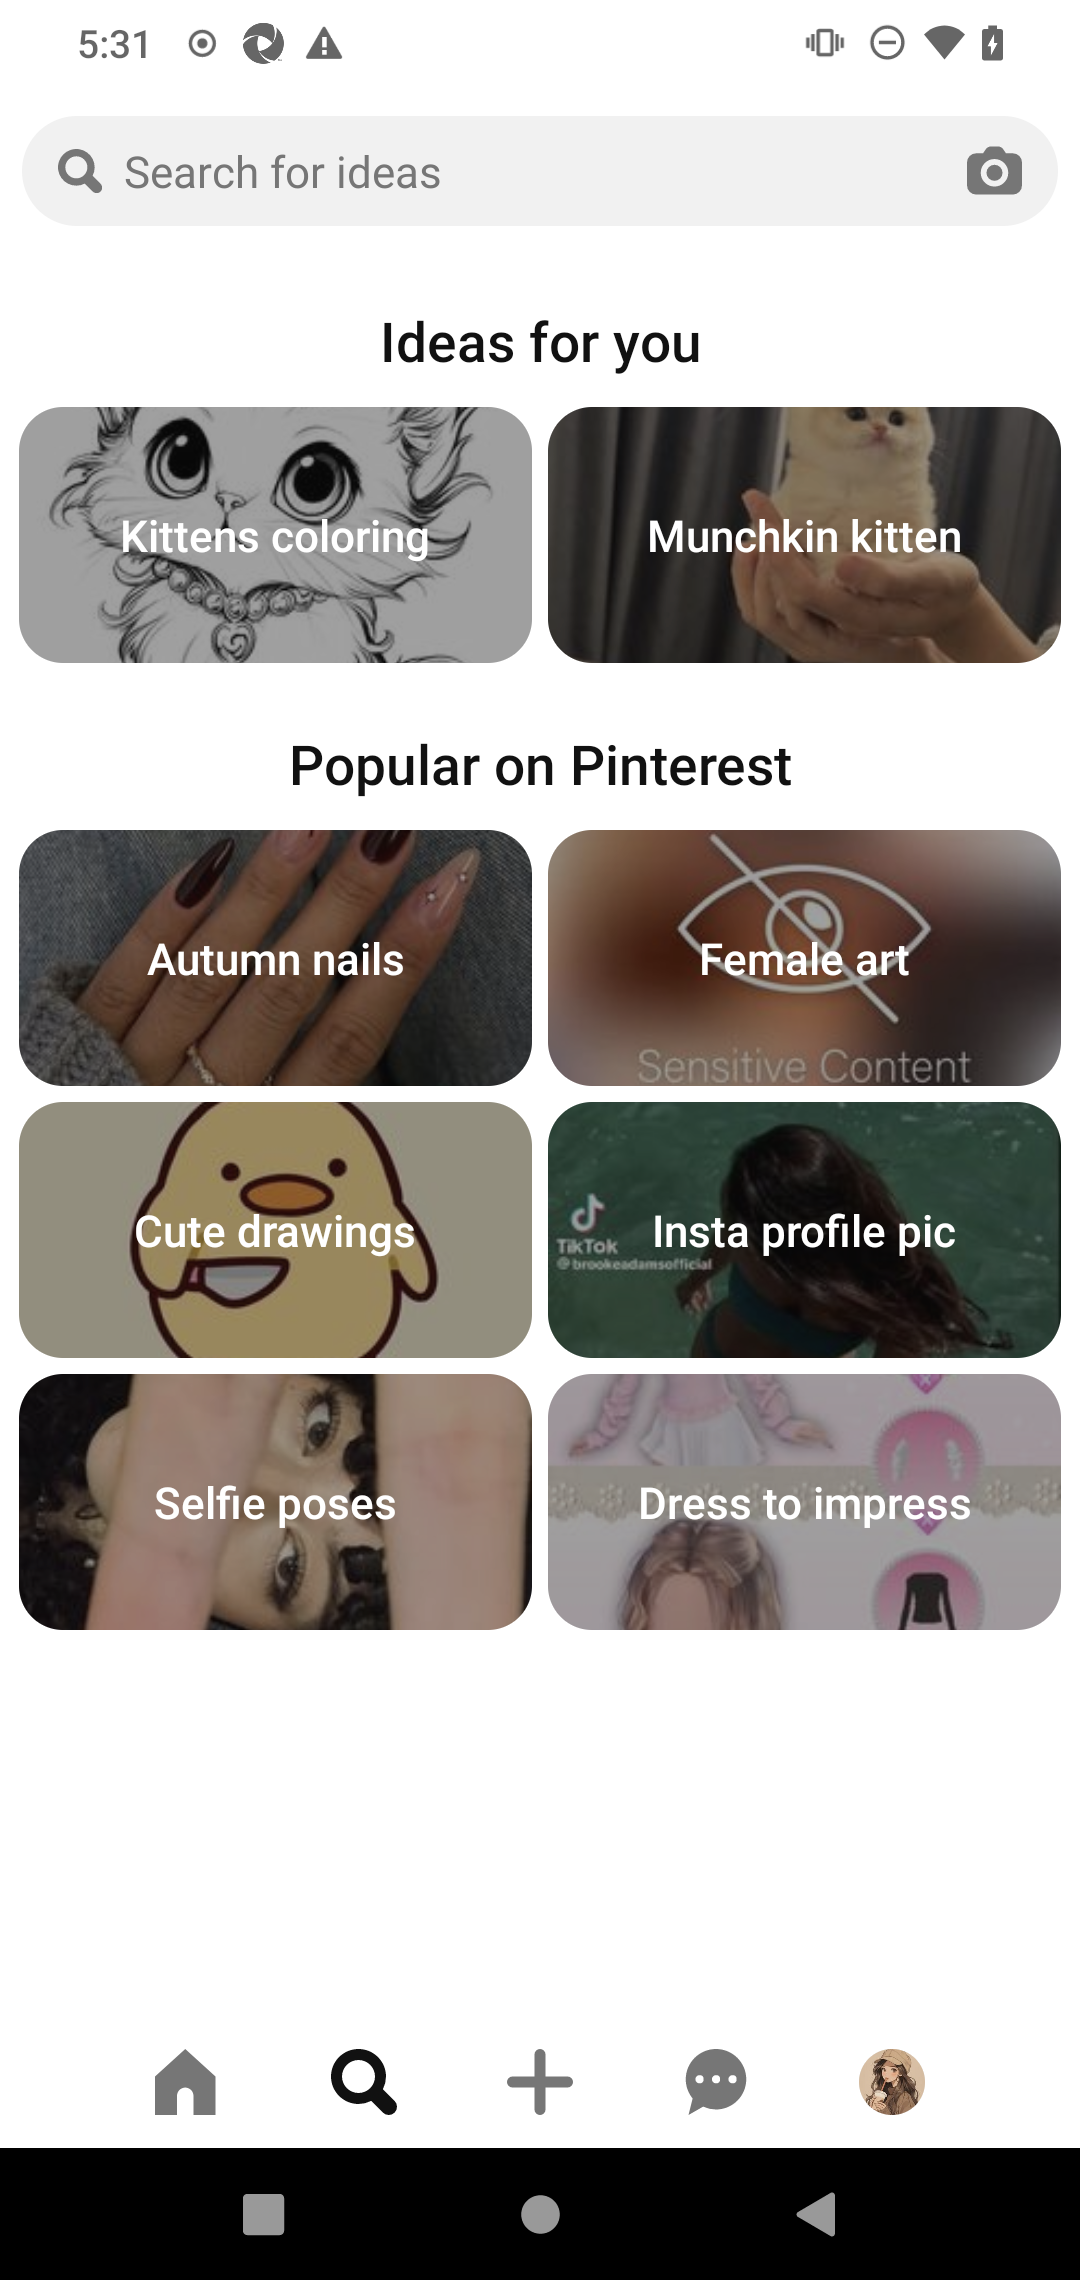 5:31
Search for ideas
Ideas for you
Kittens coloring
Munchkin kitten
Popular on Pinterest
Autumn nails
Female art
Sensitive Content
Cute drawings
Insta profile pic
TikTok
@brookeadamsofficial
Selfie poses
Dress to impress